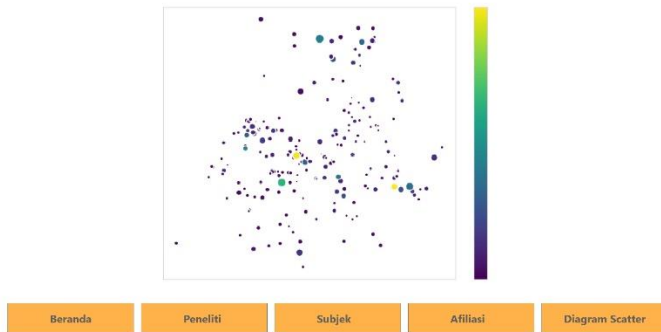 Beranda
Peneliti
Subjek
Afiliasi
Diagram Scatter